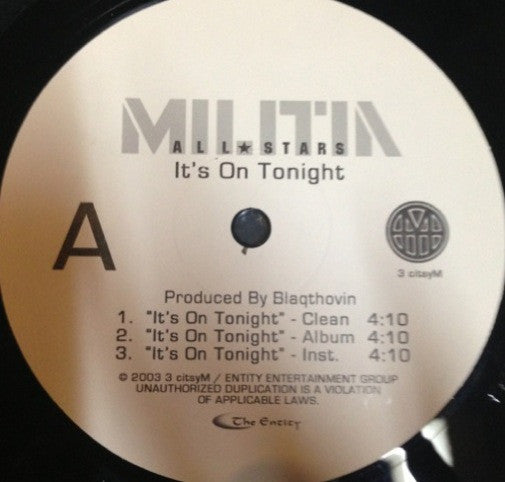 MILITIA
ALL★STARS
It's On Tonight
A
3 citsyM
Produced By Blaqthovin
1. "It's On Tonight" - Clean 4:10
2. "It's On Tonight" - Album 4:10
3. "It's On Tonight" - Inst. 4:10
© 2003 3 citsyM / ENTITY ENTERTAINMENT GROUP
UNAUTHORIZED DUPLICATION IS A VIOLATION
OF APPLICABLE LAWS.
The Entity